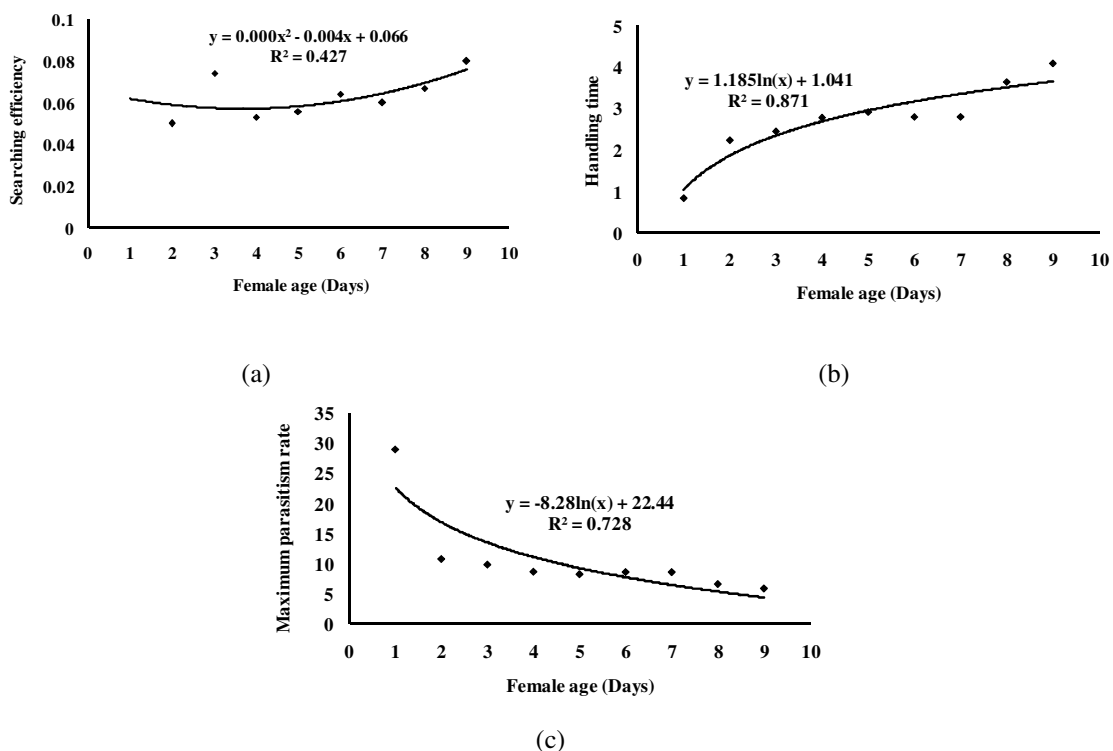 y = 0.000x² - 0.004x + 0.066
R² = 0.427
Searching efficiency
0.1
0.08
0.06
0.04
0.02
0
0 1 2 3 4 5 6 7 8 9 10
Female age (Days)
(a)
y = 1.185ln(x) + 1.041
R² = 0.871
Handling time
5
4
3
2
1
0
0 1 2 3 4 5 6 7 8 9 10
Female age (Days)
(b)
y = -8.28ln(x) + 22.44
R² = 0.728
Maximum parasitism rate
35
30
25
20
15
10
5
0
0 1 2 3 4 5 6 7 8 9 10
Female age (Days)
(c)